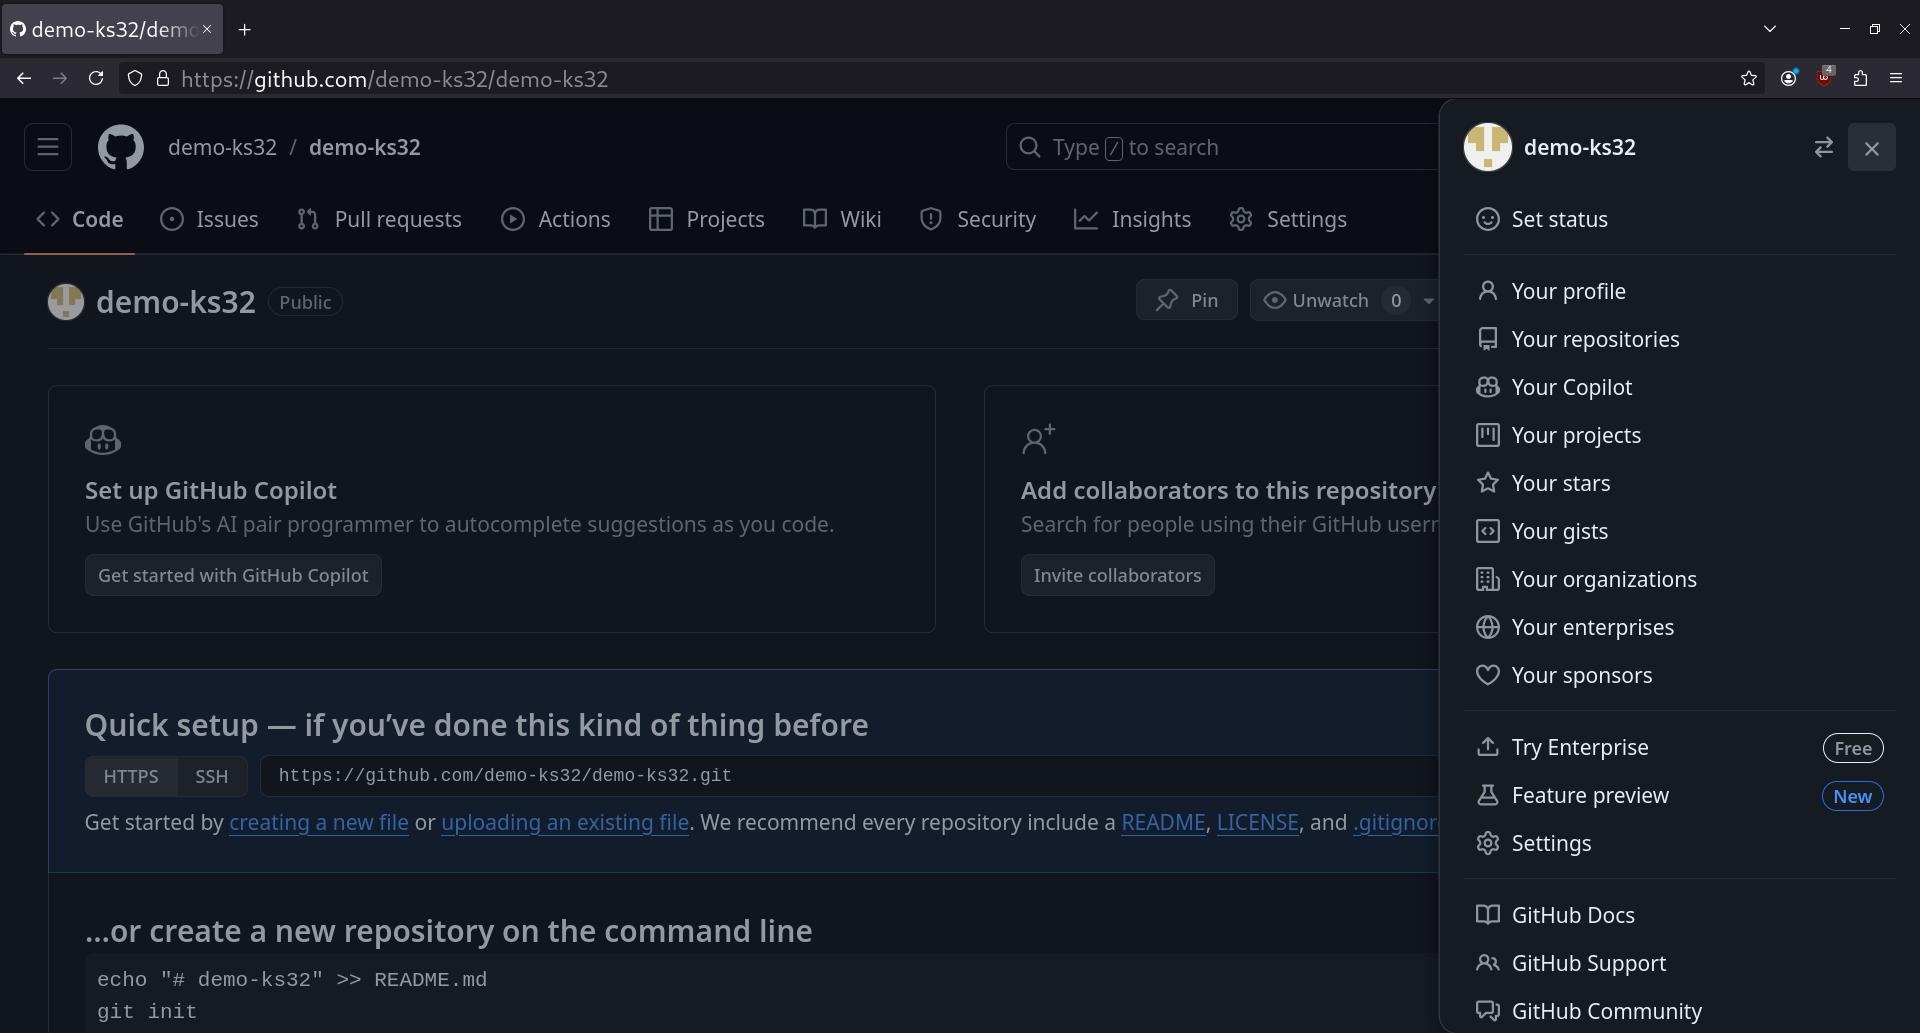 demo-ks32/demo
https://github.com/demo-ks32/demo-ks32
4
demo-ks32 / demo-ks32
Type / to search
Code Issues Pull requests Actions Projects Wiki Security Insights Settings
demo-ks32 Public
Pin Unwatch 0
Set up GitHub Copilot
Use GitHub's AI pair programmer to autocomplete suggestions as you code.
Get started with GitHub Copilot
Add collaborators to this repository
Search for people using their GitHub usern
Invite collaborators
Quick setup — if you’ve done this kind of thing before
HTTPS SSH https://github.com/demo-ks32/demo-ks32.git
Get started by creating a new file or uploading an existing file. We recommend every repository include a README, LICENSE, and .gitignor
…or create a new repository on the command line
echo "# demo-ks32" >> README.md
git init
demo-ks32
Set status
Your profile
Your repositories
Your Copilot
Your projects
Your stars
Your gists
Your organizations
Your enterprises
Your sponsors
Try Enterprise Free
Feature preview New
Settings
GitHub Docs
GitHub Support
GitHub Community